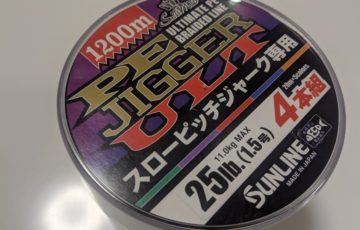 1200m
ULTIMATE PE
BRAIDED LINE
PE
JIGGER
ULT
スローピッチジャーク専用
4本組
11.0kg MAX
25lb.(1.5号)
SUNLINE
MADE IN JAPAN